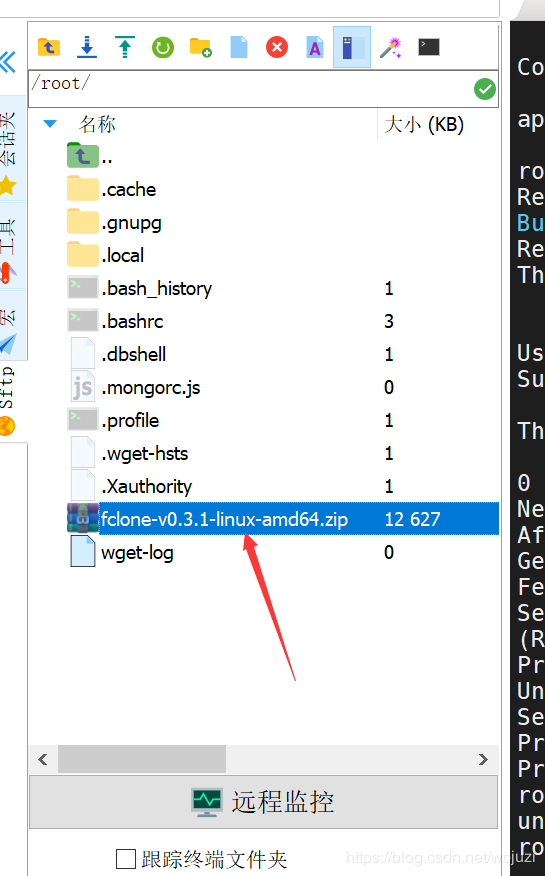 /root/
名称 大小 (KB)
..
.cache
.gnupg
.local
.bash_history 1
.bashrc 3
.dbshell 1
.mongorc.js 0
.profile 1
.wget-hsts 1
.Xauthority 1
fclone-v0.3.1-linux-amd64.zip 12 627
wget-log 0
远程监控
跟踪终端文件夹
会话夹
工具
宏
Sftp
Co
ap
ro
Re
Bu
Re
Th
Us
Su
Th
0
Ne
Af
Ge
Fe
Se
(R
Pr
Un
Se
Pr
Pr
ro
un
ro
https://blog.csdn.net/wojuzi